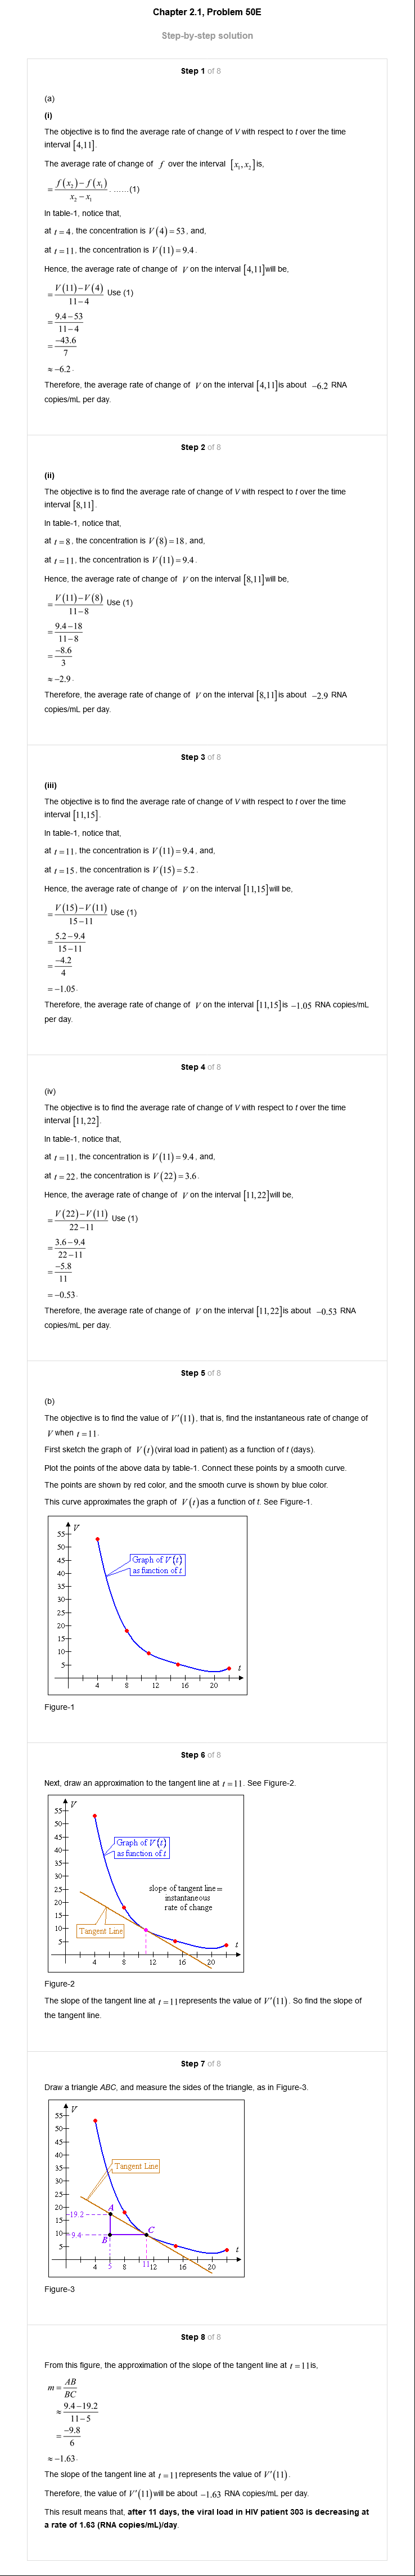 Chapter 2.1, Problem 50E
Step-by-step solution
Step 1 of 8
(a)
(i)
The objective is to find the average rate of change of V with respect to t over the time
interval [4,11].
The average rate of change of f over the interval [x₁, x₂] is,
= (f(x₂) − f(x₁))/(x₂ − x₁) ......(1)
In table-1, notice that,
at t = 4, the concentration is V(4) = 53, and,
at t = 11, the concentration is V(11) = 9.4.
Hence, the average rate of change of V on the interval [4,11] will be,
= (V(11) − V(4))/(11 − 4) Use (1)
= (9.4 − 53)/(11 − 4)
= −43.6/7
≈ −6.2.
Therefore, the average rate of change of V on the interval [4,11] is about −6.2 RNA
copies/mL per day.
Step 2 of 8
(ii)
The objective is to find the average rate of change of V with respect to t over the time
interval [8,11].
In table-1, notice that,
at t = 8, the concentration is V(8) = 18, and,
at t = 11, the concentration is V(11) = 9.4.
Hence, the average rate of change of V on the interval [8,11] will be,
= (V(11) − V(8))/(11 − 8) Use (1)
= (9.4 − 18)/(11 − 8)
= −8.6/3
≈ −2.9.
Therefore, the average rate of change of V on the interval [8,11] is about −2.9 RNA
copies/mL per day.
Step 3 of 8
(iii)
The objective is to find the average rate of change of V with respect to t over the time
interval [11,15].
In table-1, notice that,
at t = 11, the concentration is V(11) = 9.4, and,
at t = 15, the concentration is V(15) = 5.2.
Hence, the average rate of change of V on the interval [11,15] will be,
= (V(15) − V(11))/(15 − 11) Use (1)
= (5.2 − 9.4)/(15 − 11)
= −4.2/4
= −1.05.
Therefore, the average rate of change of V on the interval [11,15] is −1.05 RNA copies/mL
per day.
Step 4 of 8
(iv)
The objective is to find the average rate of change of V with respect to t over the time
interval [11,22].
In table-1, notice that,
at t = 11, the concentration is V(11) = 9.4, and,
at t = 22, the concentration is V(22) = 3.6.
Hence, the average rate of change of V on the interval [11,22] will be,
= (V(22) − V(11))/(22 − 11) Use (1)
= (3.6 − 9.4)/(22 − 11)
= −5.8/11
= −0.53.
Therefore, the average rate of change of V on the interval [11,22] is about −0.53 RNA
copies/mL per day.
Step 5 of 8
(b)
The objective is to find the value of V′(11), that is, find the instantaneous rate of change of
V when t = 11.
First sketch the graph of V(t) (viral load in patient) as a function of t (days).
Plot the points of the above data by table-1. Connect these points by a smooth curve.
The points are shown by red color, and the smooth curve is shown by blue color.
This curve approximates the graph of V(t) as a function of t. See Figure-1.
V
55
50
45
40
35
30
25
20
15
10
5
Graph of V(t)
as function of t
t
4 8 12 16 20
Figure-1
Step 6 of 8
Next, draw an approximation to the tangent line at t = 11. See Figure-2.
V
55
50
45
40
35
30
25
20
15
10
5
Graph of V(t)
as function of t
slope of tangent line =
instantaneous
rate of change
Tangent Line
t
4 8 12 16 20
Figure-2
The slope of the tangent line at t = 11 represents the value of V′(11). So find the slope of
the tangent line.
Step 7 of 8
Draw a triangle ABC, and measure the sides of the triangle, as in Figure-3.
V
55
50
45
40
35
30
25
20
15
10
5
Tangent Line
19.2
9.4
A
B
C
t
4 5 8 11 12 16 20
Figure-3
Step 8 of 8
From this figure, the approximation of the slope of the tangent line at t = 11 is,
m = AB/BC
≈ (9.4 − 19.2)/(11 − 5)
= −9.8/6
≈ −1.63.
The slope of the tangent line at t = 11 represents the value of V′(11).
Therefore, the value of V′(11) will be about −1.63 RNA copies/mL per day.
This result means that, after 11 days, the viral load in HIV patient 303 is decreasing at
a rate of 1.63 (RNA copies/mL)/day.